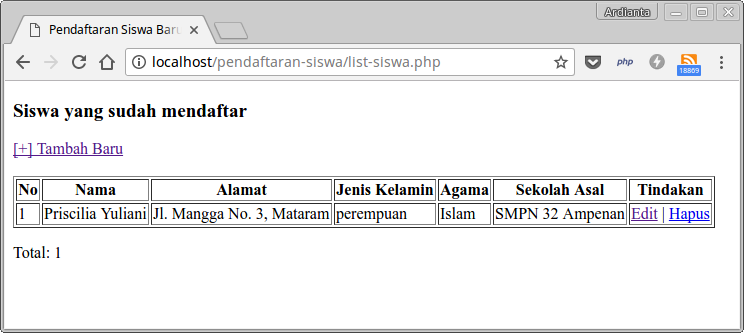 Ardianta
Pendaftaran Siswa Baru
localhost/pendaftaran-siswa/list-siswa.php
php
18869
Siswa yang sudah mendaftar
[+] Tambah Baru
No Nama Alamat Jenis Kelamin Agama Sekolah Asal Tindakan
1 Priscilia Yuliani Jl. Mangga No. 3, Mataram perempuan Islam SMPN 32 Ampenan Edit | Hapus
Total: 1